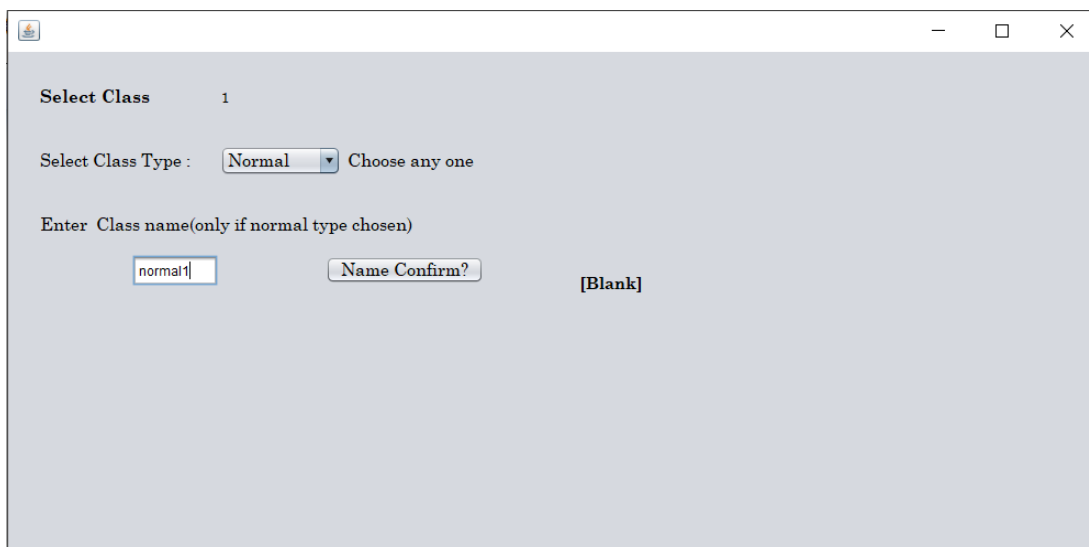 Select Class 1
Select Class Type : Normal Choose any one
Enter Class name(only if normal type chosen)
normal1 Name Confirm?
[Blank]